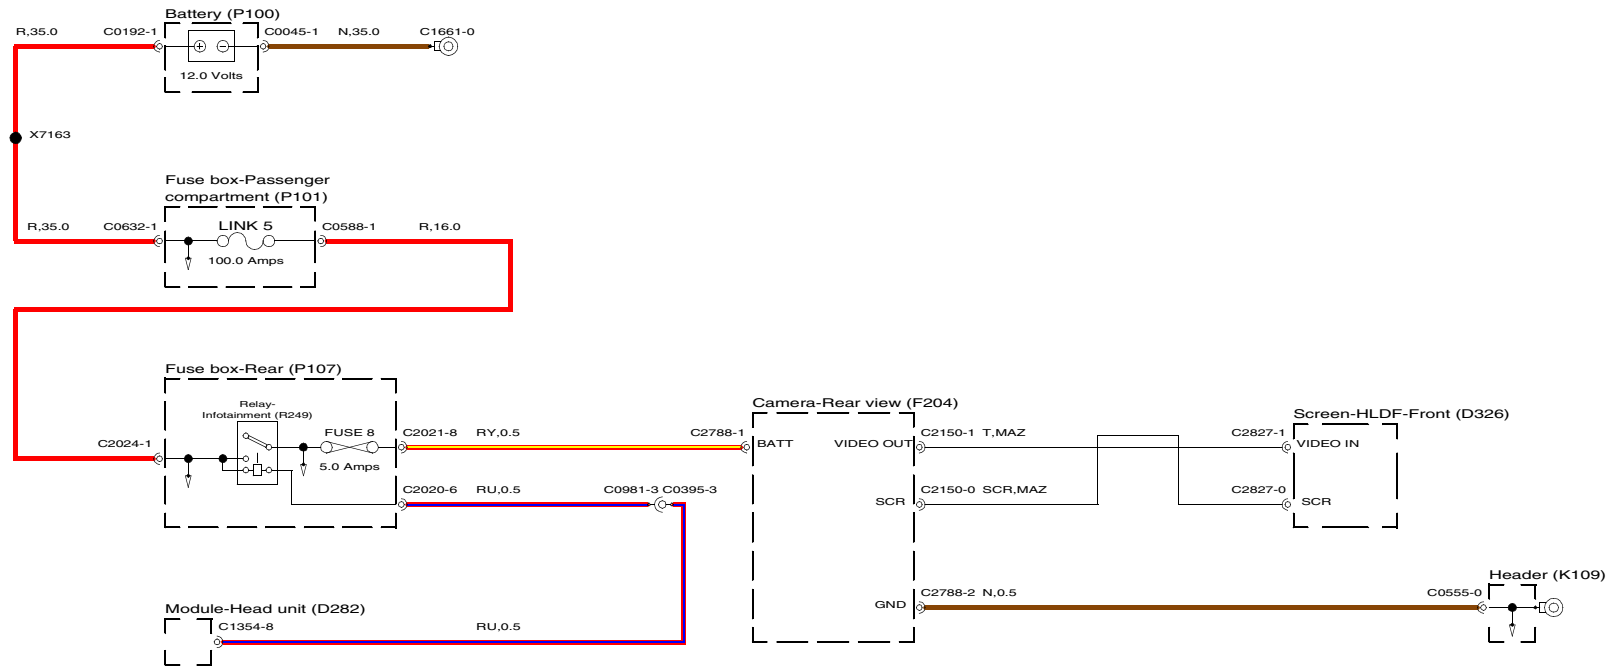 Battery (P100)
R,35.0
C0192-1
C0045-1
N,35.0
C1661-0
12.0 Volts
X7163
Fuse box-Passenger
compartment (P101)
R,35.0
C0632-1
LINK 5
C0588-1
R,16.0
100.0 Amps
Fuse box-Rear (P107)
Relay-
Infotainment (R249)
C2024-1
FUSE 8
5.0 Amps
C2021-8
RY,0.5
C2788-1
C2020-6
RU,0.5
C0981-3
C0395-3
Camera-Rear view (F204)
BATT
VIDEO OUT
C2150-1
T,MAZ
C2827-1
Screen-HLDF-Front (D326)
VIDEO IN
SCR
C2150-0
SCR,MAZ
C2827-0
SCR
GND
C2788-2
N,0.5
C0555-0
Header (K109)
Module-Head unit (D282)
C1354-8
RU,0.5